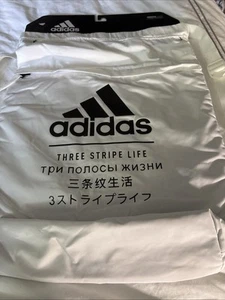 adidas
adidas
THREE STRIPE LIFE
ТРИ ПОЛОСЫ ЖИЗНИ
三条纹生活
3ストライプライフ